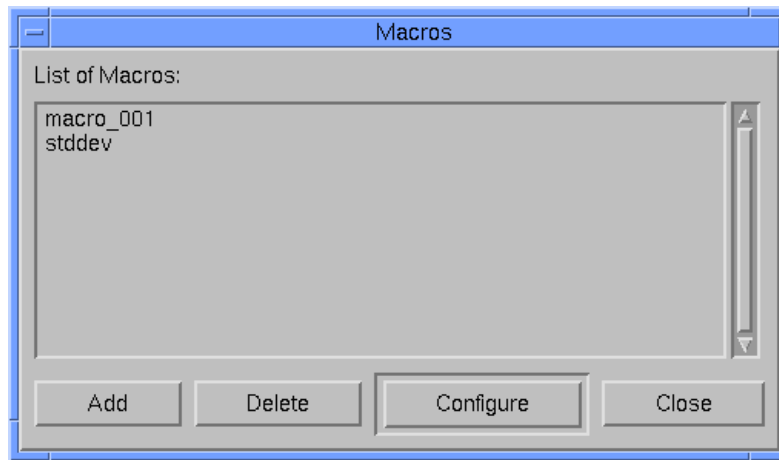 Macros
List of Macros:
macro_001
stddev
Add Delete Configure Close